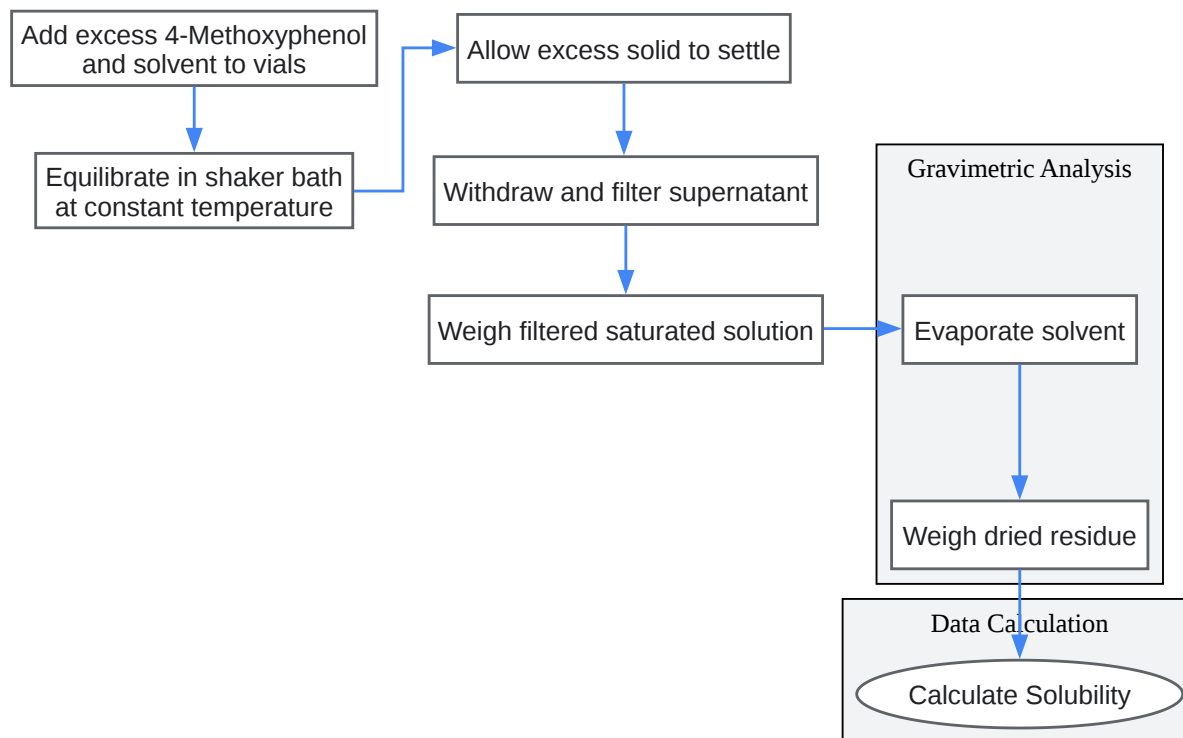 Add excess 4-Methoxyphenol
and solvent to vials
Equilibrate in shaker bath
at constant temperature
Allow excess solid to settle
Withdraw and filter supernatant
Weigh filtered saturated solution
Gravimetric Analysis
Evaporate solvent
Weigh dried residue
Data Calculation
Calculate Solubility